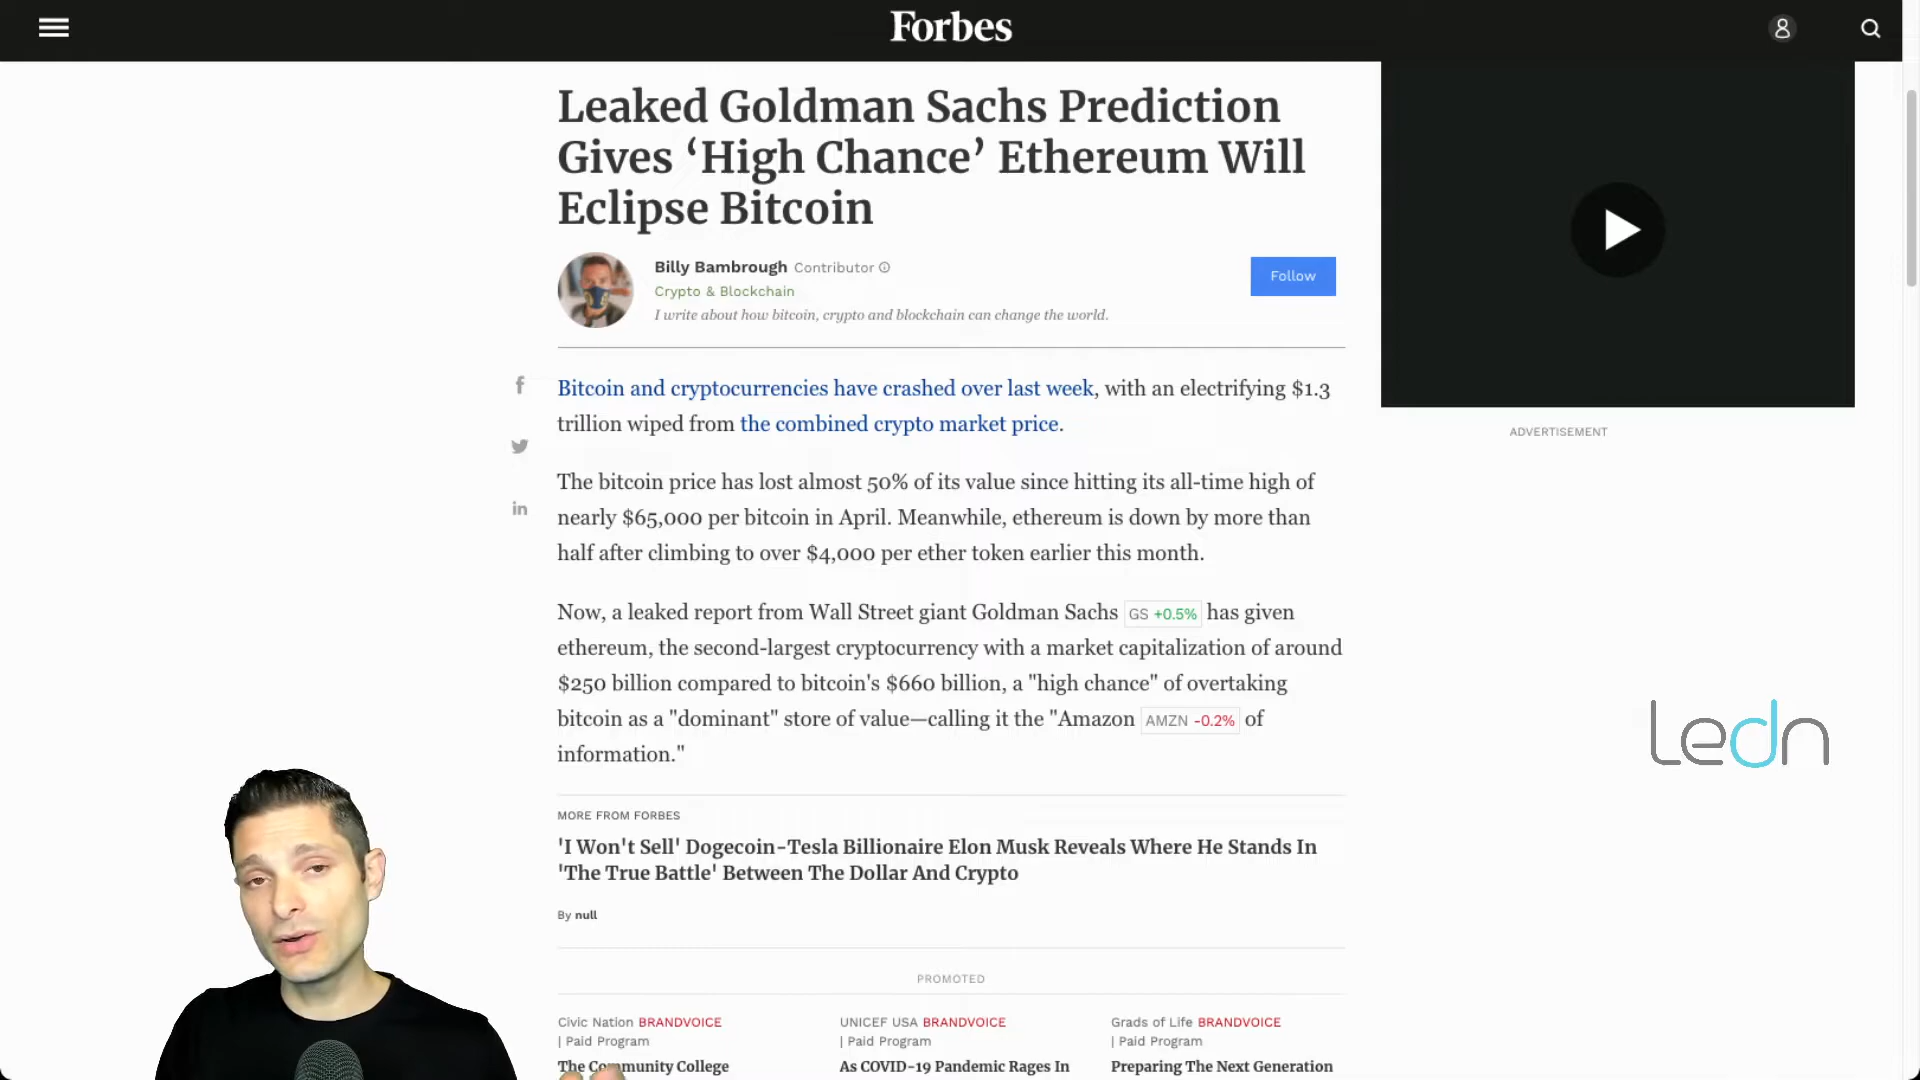 Forbes
Leaked Goldman Sachs Prediction
Gives ‘High Chance’ Ethereum Will
Eclipse Bitcoin
Billy Bambrough Contributor
Crypto & Blockchain
I write about how bitcoin, crypto and blockchain can change the world.
Follow
Bitcoin and cryptocurrencies have crashed over last week, with an electrifying $1.3
trillion wiped from the combined crypto market price.
The bitcoin price has lost almost 50% of its value since hitting its all-time high of
nearly $65,000 per bitcoin in April. Meanwhile, ethereum is down by more than
half after climbing to over $4,000 per ether token earlier this month.
Now, a leaked report from Wall Street giant Goldman Sachs GS +0.5% has given
ethereum, the second-largest cryptocurrency with a market capitalization of around
$250 billion compared to bitcoin's $660 billion, a "high chance" of overtaking
bitcoin as a "dominant" store of value—calling it the "Amazon AMZN -0.2% of
information."
ADVERTISEMENT
ledn
MORE FROM FORBES
'I Won't Sell' Dogecoin-Tesla Billionaire Elon Musk Reveals Where He Stands In
'The True Battle' Between The Dollar And Crypto
By null
PROMOTED
Civic Nation BRANDVOICE
| Paid Program
The Community College
UNICEF USA BRANDVOICE
| Paid Program
As COVID-19 Pandemic Rages In
Grads of Life BRANDVOICE
| Paid Program
Preparing The Next Generation